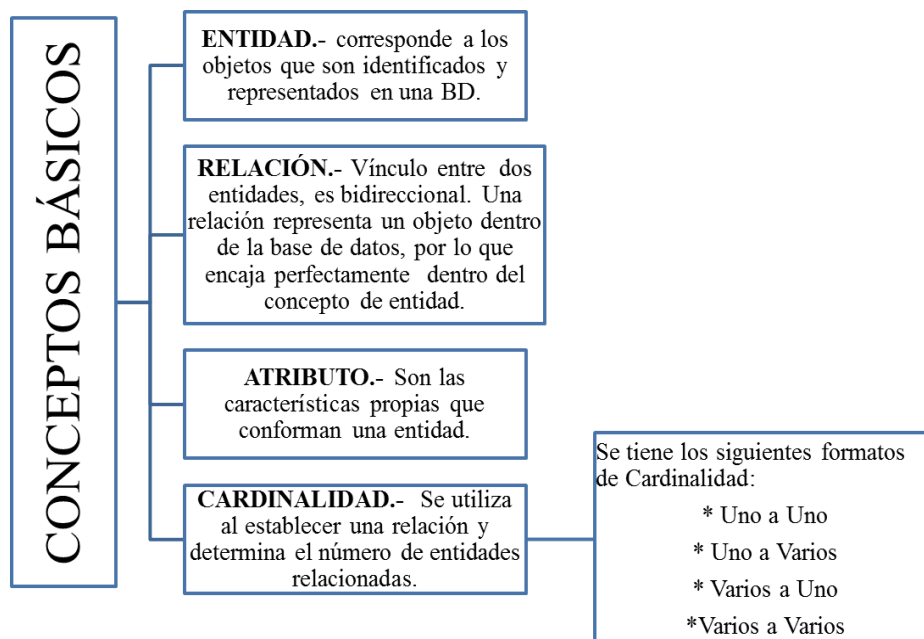 CONCEPTOS BÁSICOS
ENTIDAD.- corresponde a los
objetos que son identificados y
representados en una BD.
RELACIÓN.- Vínculo entre dos
entidades, es bidireccional. Una
relación representa un objeto dentro
de la base de datos, por lo que
encaja perfectamente dentro del
concepto de entidad.
ATRIBUTO.- Son las
características propias que
conforman una entidad.
CARDINALIDAD.- Se utiliza
al establecer una relación y
determina el número de entidades
relacionadas.
Se tiene los siguientes formatos
de Cardinalidad:
* Uno a Uno
* Uno a Varios
* Varios a Uno
*Varios a Varios